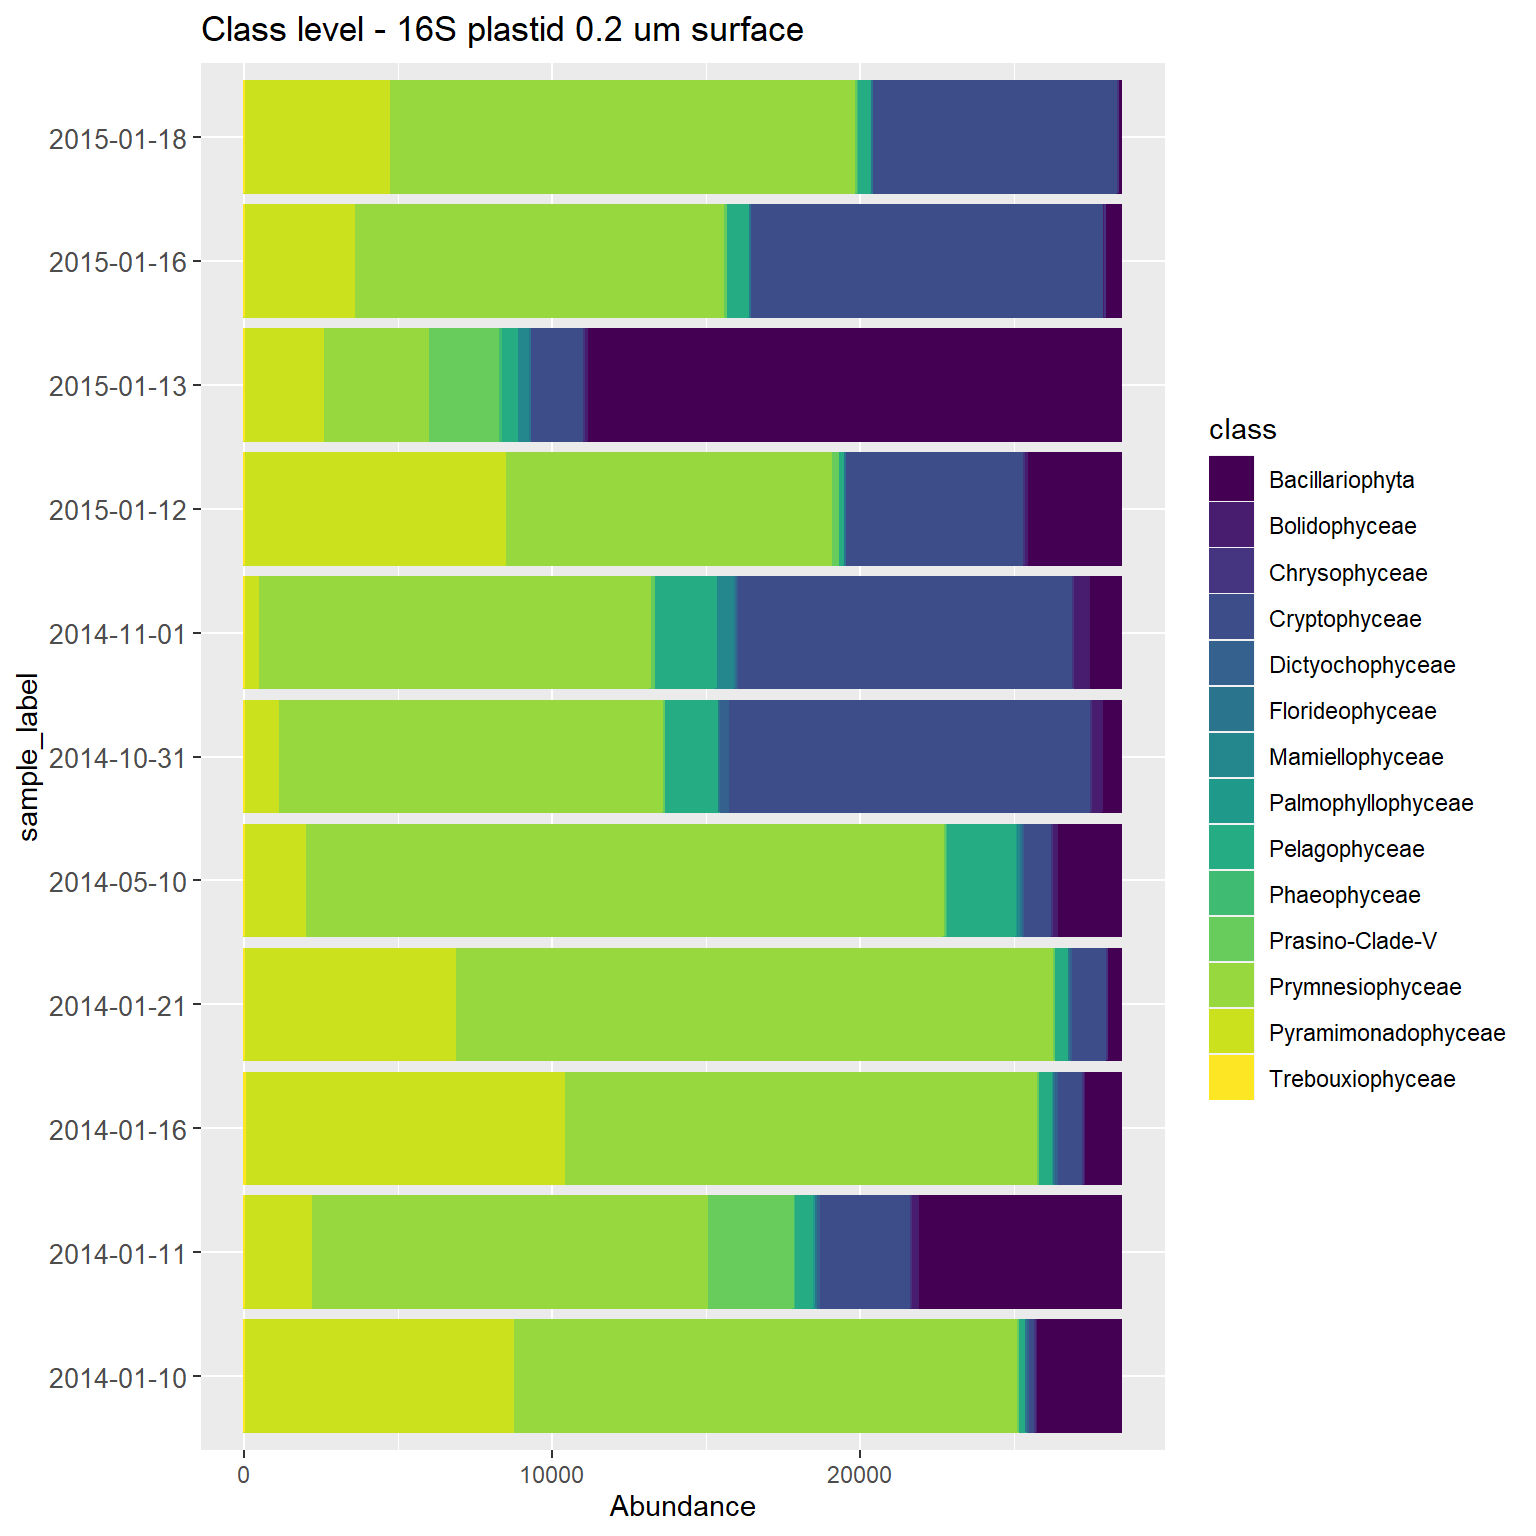 Class level - 16S plastid 0.2 um surface
sample_label
2015-01-18
2015-01-16
2015-01-13
2015-01-12
2014-11-01
2014-10-31
2014-05-10
2014-01-21
2014-01-16
2014-01-11
2014-01-10
0 10000 20000
Abundance
class
Bacillariophyta
Bolidophyceae
Chrysophyceae
Cryptophyceae
Dictyochophyceae
Florideophyceae
Mamiellophyceae
Palmophyllophyceae
Pelagophyceae
Phaeophyceae
Prasino-Clade-V
Prymnesiophyceae
Pyramimonadophyceae
Trebouxiophyceae